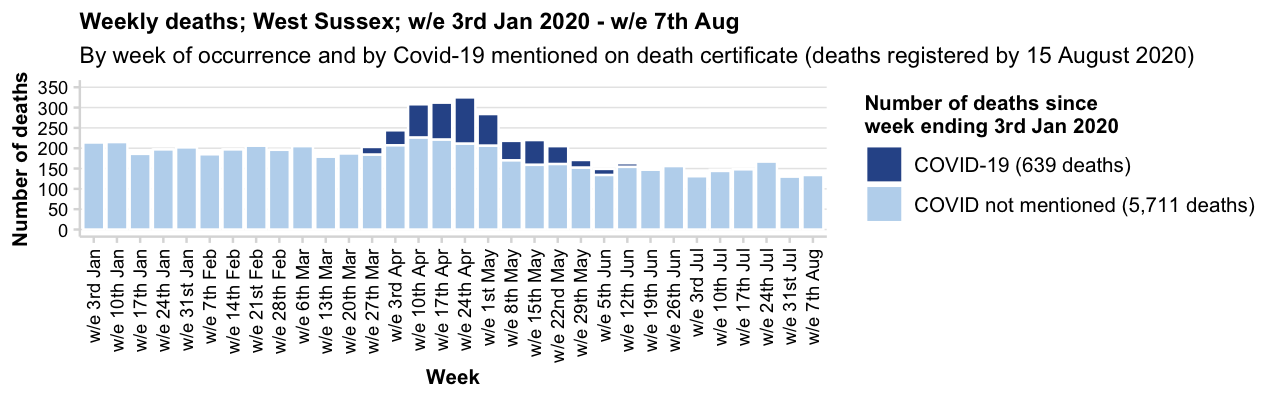 Weekly deaths; West Sussex; w/e 3rd Jan 2020 - w/e 7th Aug
By week of occurrence and by Covid-19 mentioned on death certificate (deaths registered by 15 August 2020)
Number of deaths
350
300
250
200
150
100
50
0
w/e 3rd Jan
w/e 10th Jan
w/e 17th Jan
w/e 24th Jan
w/e 31st Jan
w/e 7th Feb
w/e 14th Feb
w/e 21st Feb
w/e 28th Feb
w/e 6th Mar
w/e 13th Mar
w/e 20th Mar
w/e 27th Mar
w/e 3rd Apr
w/e 10th Apr
w/e 17th Apr
w/e 24th Apr
w/e 1st May
w/e 8th May
w/e 15th May
w/e 22nd May
w/e 29th May
w/e 5th Jun
w/e 12th Jun
w/e 19th Jun
w/e 26th Jun
w/e 3rd Jul
w/e 10th Jul
w/e 17th Jul
w/e 24th Jul
w/e 31st Jul
w/e 7th Aug
Week
Number of deaths since
week ending 3rd Jan 2020
COVID-19 (639 deaths)
COVID not mentioned (5,711 deaths)